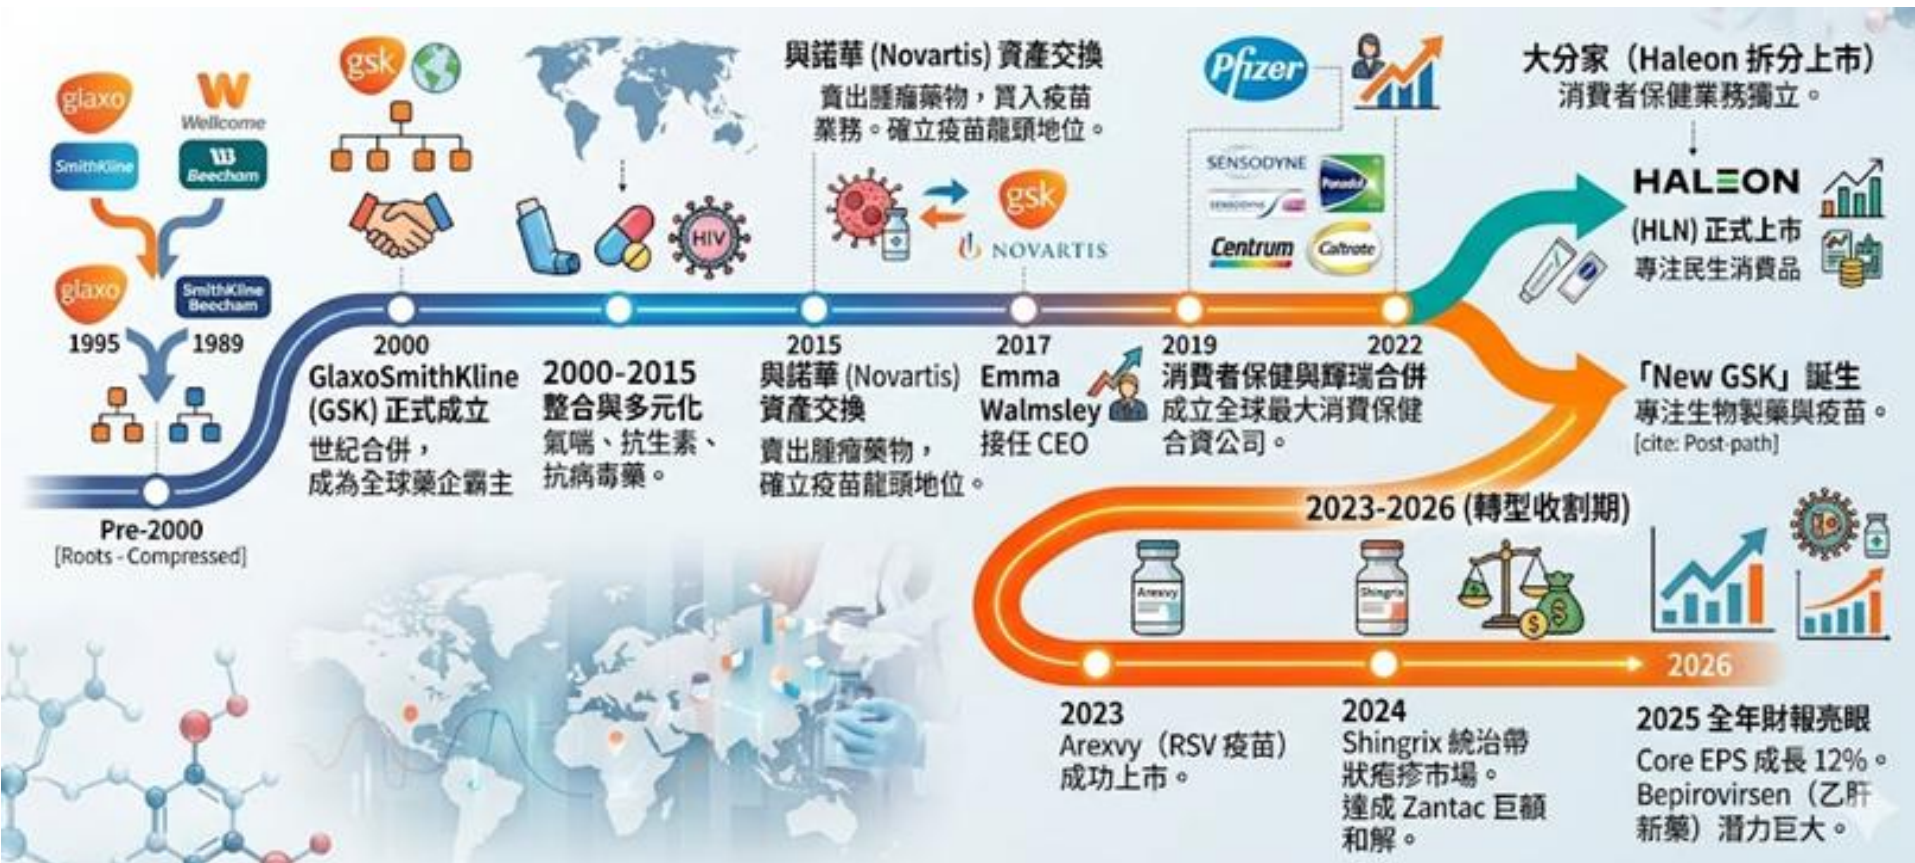 glaxo
W
Wellcome
SmithKline
Beecham
glaxo
SmithKline
Beecham
1995
1989
Pre-2000
[Roots - Compressed]
gsk
2000
GlaxoSmithKline
(GSK) 正式成立
世紀合併，
成為全球藥企霸主
HIV
2000-2015
整合與多元化
氣喘、抗生素、
抗病毒藥。
與諾華 (Novartis) 資產交換
賣出腫瘤藥物，買入疫苗
業務。確立疫苗龍頭地位。
gsk
NOVARTIS
2015
與諾華 (Novartis)
資產交換
賣出腫瘤藥物，
確立疫苗龍頭地位。
2017
Emma
Walmsley
接任 CEO
Pfizer
SENSODYNE
Panadol
SENSODYNE
Centrum
Caltrate
2019
2022
消費者保健與輝瑞合併
成立全球最大消費保健
合資公司。
大分家（Haleon 拆分上市）
消費者保健業務獨立。
HALEON
(HLN) 正式上市
專注民生消費品
「New GSK」誕生
專注生物製藥與疫苗。
[cite: Post-path]
2023-2026 (轉型收割期)
Arexvy
Shingrix
2026
2023
Arexvy（RSV 疫苗）
成功上市。
2024
Shingrix 統治帶
狀疱疹市場。
達成 Zantac 巨額
和解。
2025 全年財報亮眼
Core EPS 成長 12%。
Bepirovirsen（乙肝
新藥）潛力巨大。